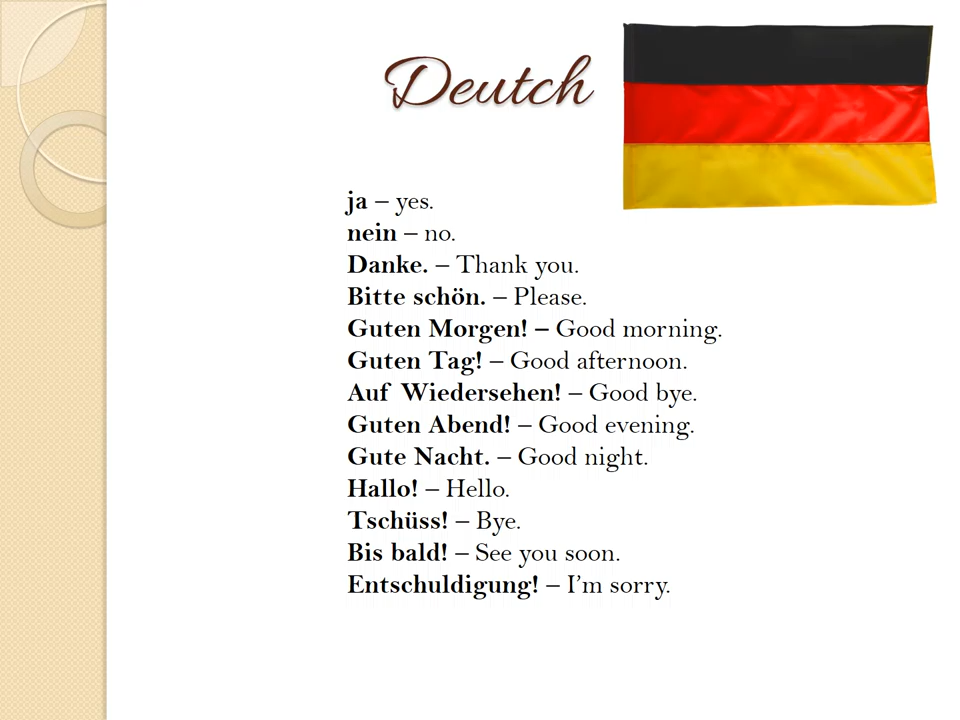 Deutch
ja – yes.
nein – no.
Danke. – Thank you.
Bitte schön. – Please.
Guten Morgen! – Good morning.
Guten Tag! – Good afternoon.
Auf Wiedersehen! – Good bye.
Guten Abend! – Good evening.
Gute Nacht. – Good night.
Hallo! – Hello.
Tschüss! – Bye.
Bis bald! – See you soon.
Entschuldigung! – I’m sorry.